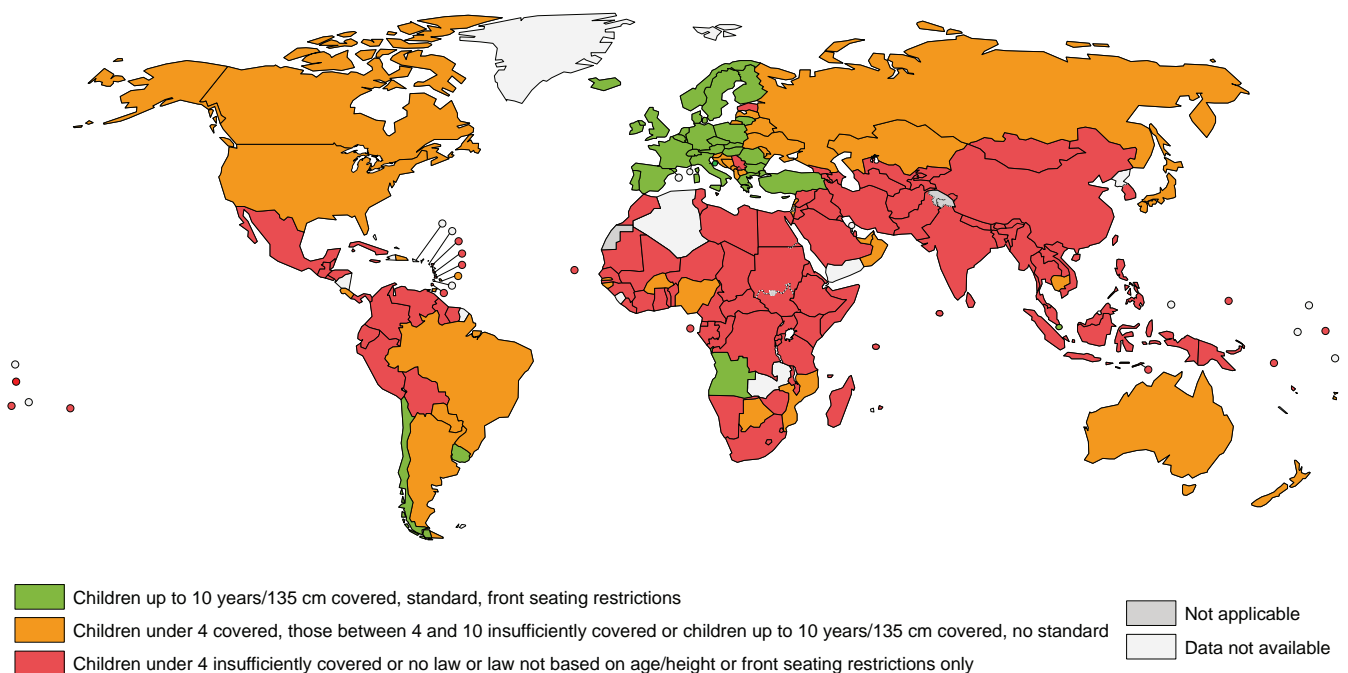 Children up to 10 years/135 cm covered, standard, front seating restrictions
Children under 4 covered, those between 4 and 10 insufficiently covered or children up to 10 years/135 cm covered, no standard
Children under 4 insufficiently covered or no law or law not based on age/height or front seating restrictions only
Not applicable
Data not available